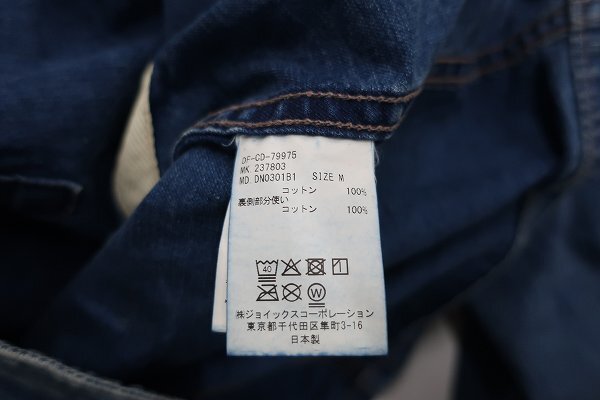 DP-CD-79975
MK.237803
MD.DN0301B1 SIZE M
コットン 100%
裏側部分使い
コットン 100%
40
W
㈱ジョイックスコーポレーション
東京都千代田区隼町3-16
日本製